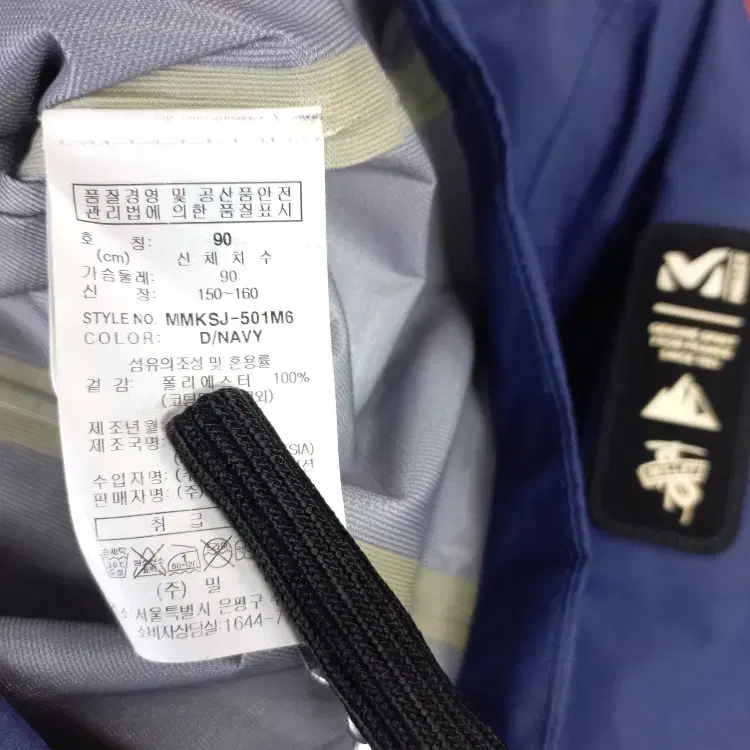 품질경영 및 공산품안전
관리법에 의한 품질표시
호 칭: 90
(cm) 신 체 치 수
가슴둘레: 90
신 장: 150~160
STYLE NO. MMKSJ-501M6
COLOR: D/NAVY
섬유의조성 및 혼용률
겉 감: 폴리에스터 100%
제조년월
제조국명: SIA)
수입자명: (주)
판매자명: (주)
취 급
(주) 밀
서울특별시 은평구
소비자상담실:1644-7
M